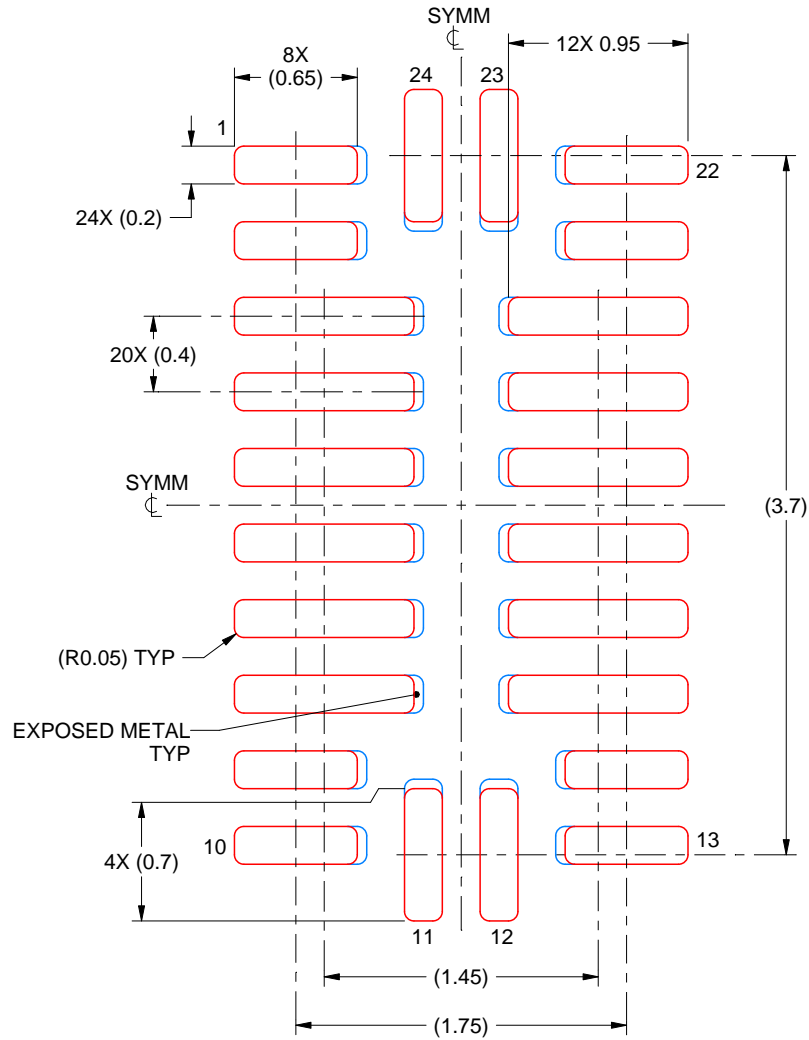 SYMM
℄
8X
(0.65)
24
23
12X 0.95
1
22
24X (0.2)
20X (0.4)
SYMM
℄
(3.7)
(R0.05) TYP
EXPOSED METAL
TYP
10
13
4X (0.7)
11
12
(1.45)
(1.75)